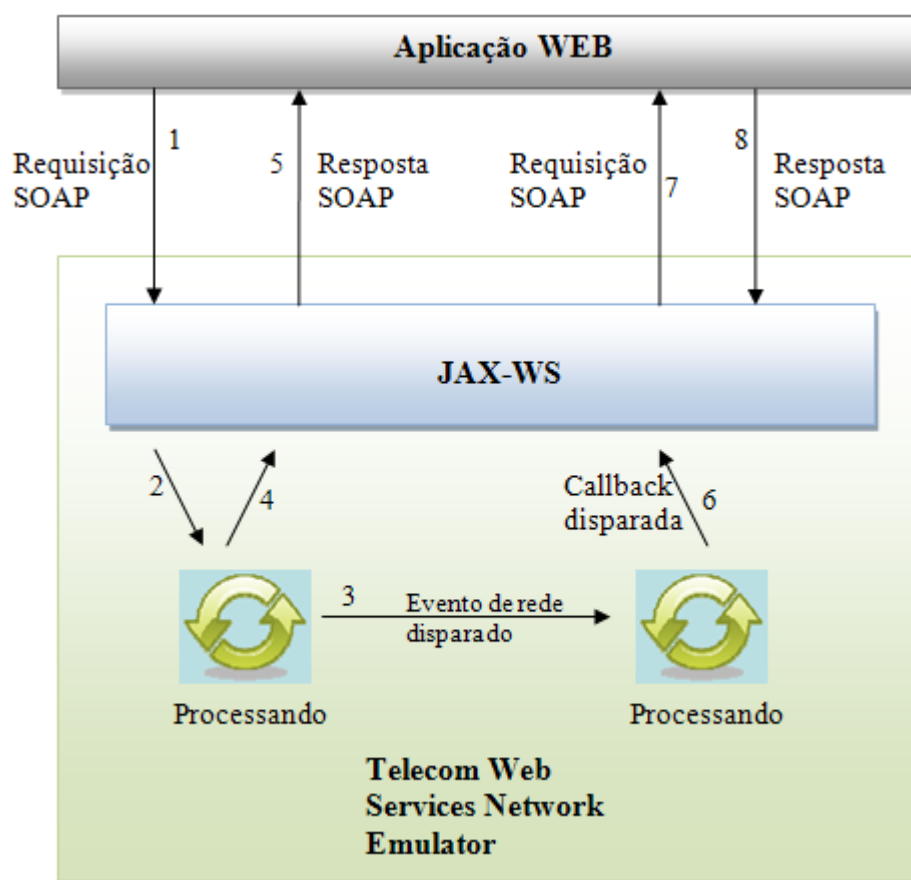 Aplicação WEB
1
5
7
8
Requisição
SOAP
Resposta
SOAP
Requisição
SOAP
Resposta
SOAP
JAX-WS
2
4
Callback
disparada
6
3
Evento de rede
disparado
Processando
Processando
Telecom Web
Services Network
Emulator